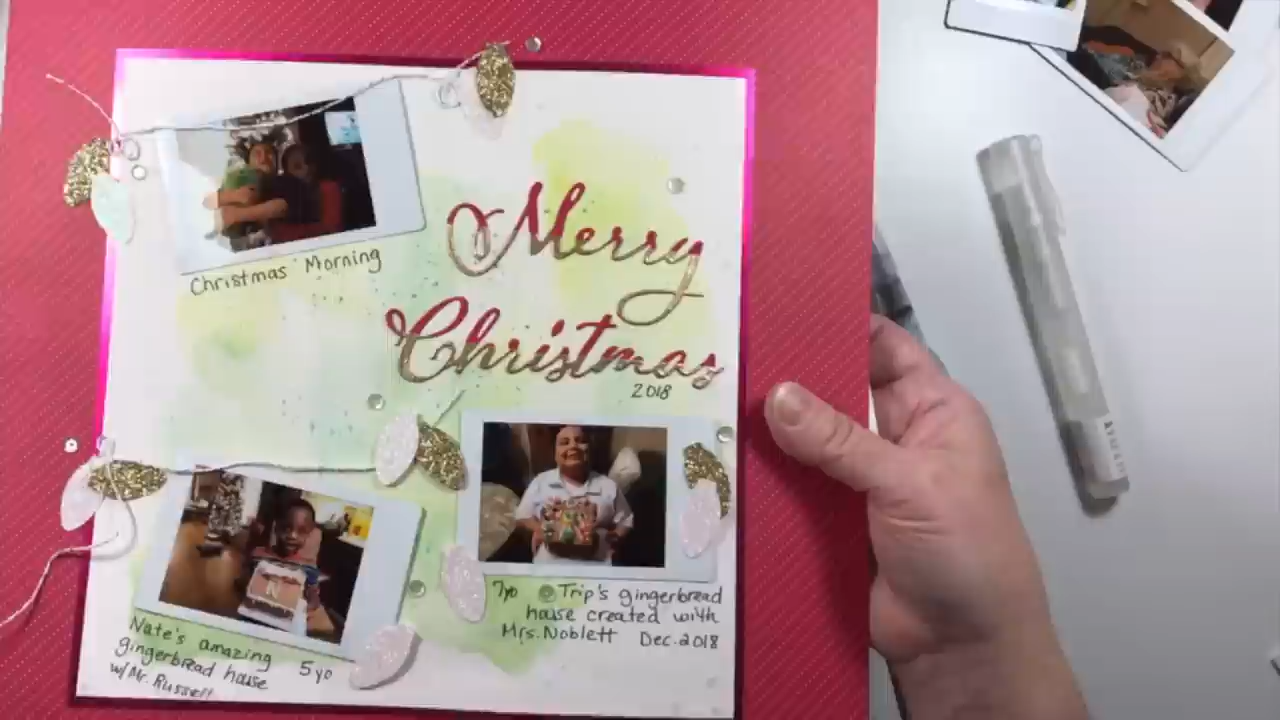 Christmas Morning
Merry
Christmas
2018
7yo Trip's gingerbread
house created with
Mrs. Noblett Dec. 2018
Nate's amazing
gingerbread house 5yo
w/ Mr. Russell